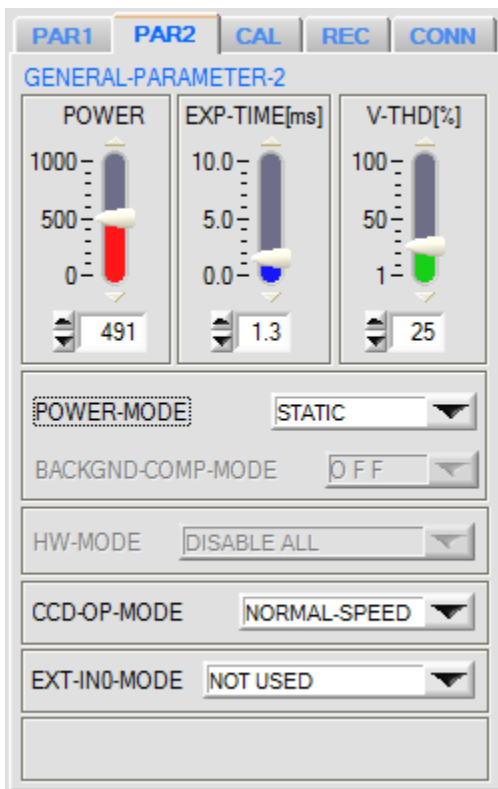 PAR1 PAR2 CAL REC CONN
GENERAL-PARAMETER-2
POWER EXP-TIME[ms] V-THD[%]
1000 10.0 100
500 5.0 50
0 0.0 1
491 1.3 25
POWER-MODE STATIC
BACKGND-COMP-MODE O F F
HW-MODE DISABLE ALL
CCD-OP-MODE NORMAL-SPEED
EXT-IN0-MODE NOT USED